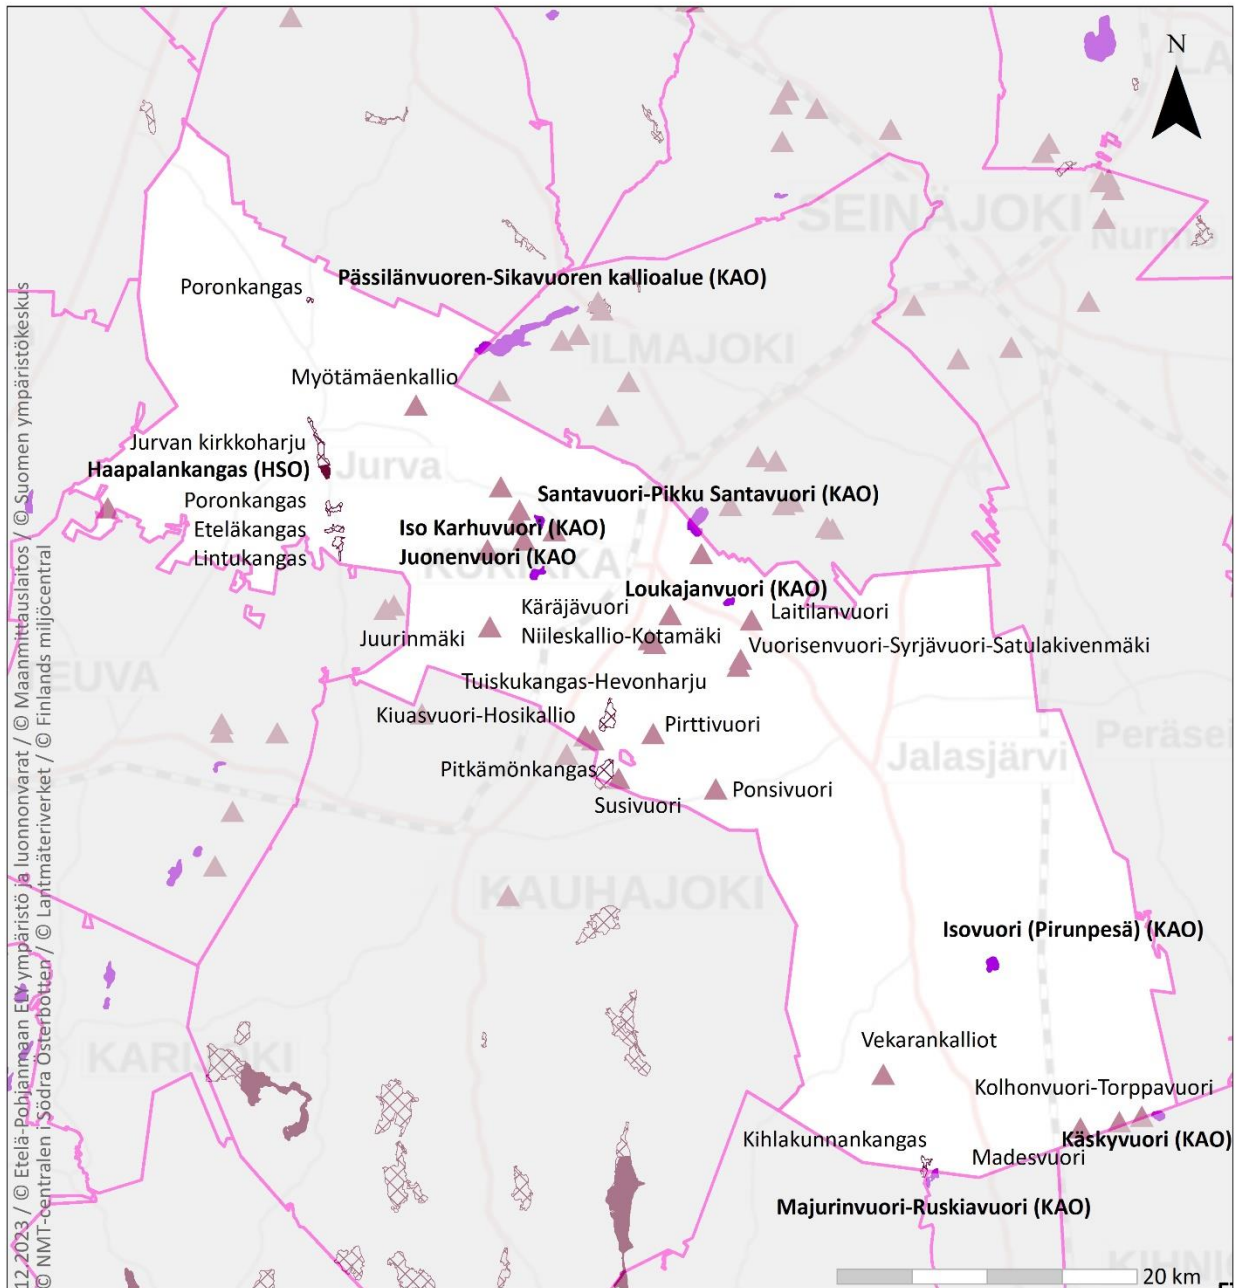 N
LA
SEINÄJOKI
Nurmo
Pässilänvuoren-Sikavuoren kallioalue (KAO)
Poronkangas
ILMAJOKI
Myötämäenkallio
Jurvan kirkkoharju
Jurva
Haapalankangas (HSO)
Poronkangas
Santavuori-Pikku Santavuori (KAO)
Eteläkangas
Iso Karhuvuori (KAO)
Lintukangas
Juonenvuori (KAO
KURIKKA
Loukajanvuori (KAO)
Käräjävuori
Laitilanvuori
Juurinmäki
Niileskallio-Kotamäki
Vuorisenvuori-Syrjävuori-Satulakivenmäki
EUVA
Tuiskukangas-Hevonharju
Kiuasvuori-Hosikallio
Pirttivuori
Peräsei
Jalasjärvi
Pitkämönkangas
Susivuori
Ponsivuori
KAUHAJOKI
Isovuori (Pirunpesä) (KAO)
Vekarankalliot
KARIJOKI
Kolhonvuori-Torppavuori
Kihlakunnankangas
Käskyvuori (KAO)
Madesvuori
Majurinvuori-Ruskiavuori (KAO)
KIHNI
20 km
12.2023 / © Etelä-Pohjanmaan ELY ympäristö ja luonnonvarat / © Maanmittauslaitos / © Suomen ympäristökeskus
© NMT-centralen i Södra Österbotten / © Lantmäteriverket / © Finlands miljöcentral